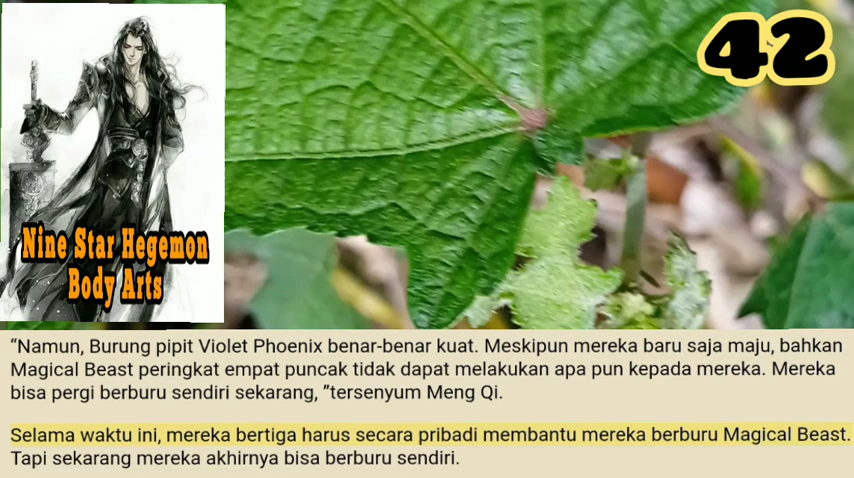 42
Nine Star Hegemon
Body Arts
“Namun, Burung pipit Violet Phoenix benar-benar kuat. Meskipun mereka baru saja maju, bahkan
Magical Beast peringkat empat puncak tidak dapat melakukan apa pun kepada mereka. Mereka
bisa pergi berburu sendiri sekarang, ”tersenyum Meng Qi.
Selama waktu ini, mereka bertiga harus secara pribadi membantu mereka berburu Magical Beast.
Tapi sekarang mereka akhirnya bisa berburu sendiri.